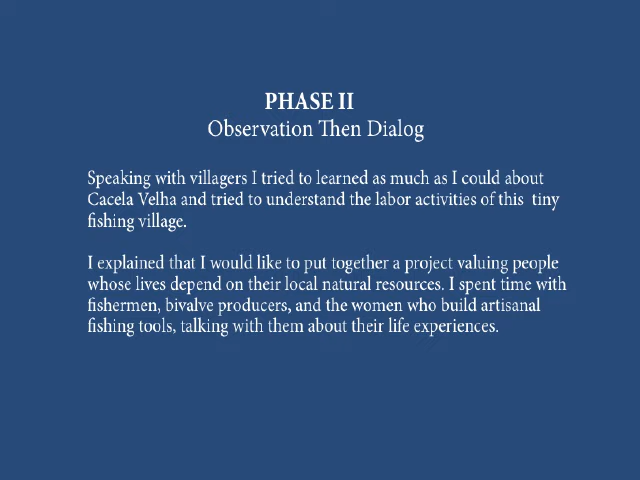 PHASE II
Observation Then Dialog
Speaking with villagers I tried to learned as much as I could about
Cacela Velha and tried to understand the labor activities of this  tiny
fishing village.
I explained that I would like to put together a project valuing people
whose lives depend on their local natural resources. I spent time with
fishermen, bivalve producers, and the women who build artisanal
fishing tools, talking with them about their life experiences.